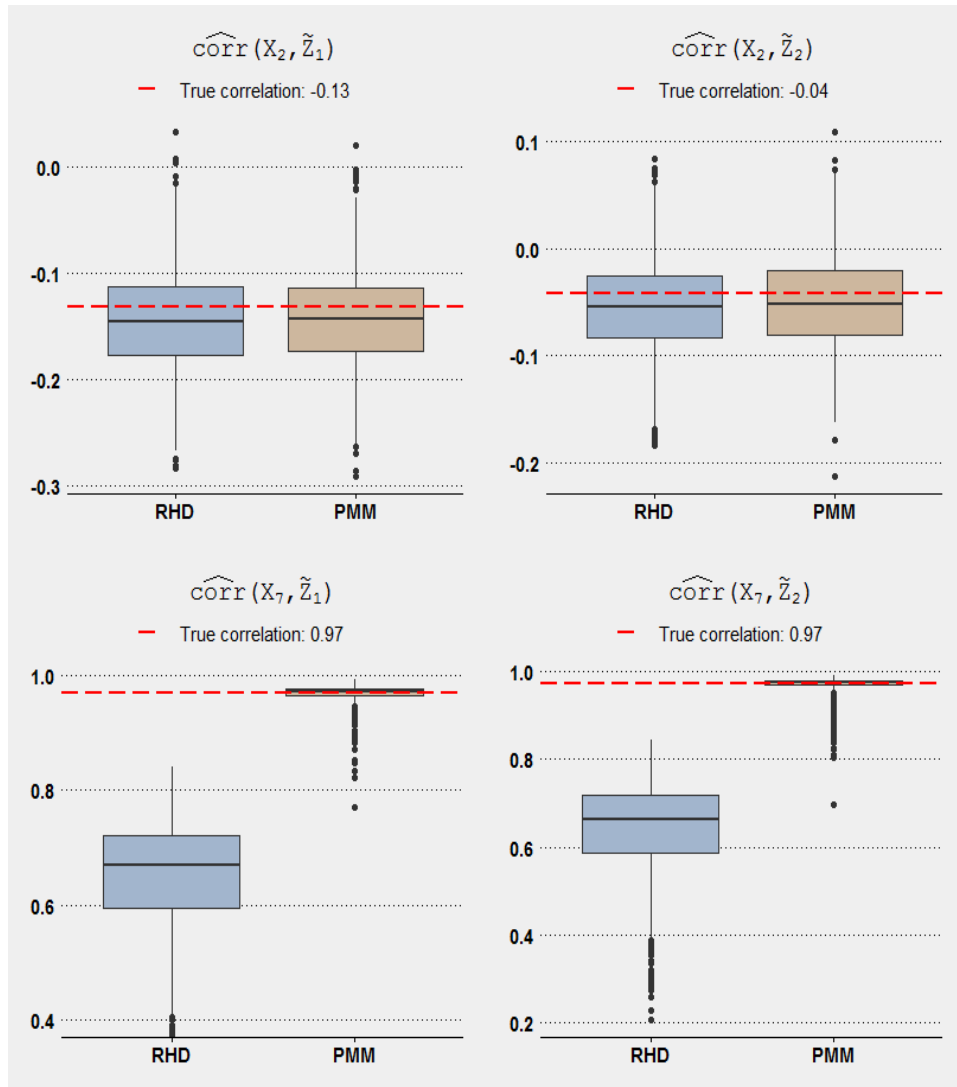 corr(X₂, Z̃₁)
True correlation: -0.13
0.0
-0.1
-0.2
-0.3
RHD PMM
corr(X₂, Z̃₂)
True correlation: -0.04
0.1
0.0
-0.1
-0.2
RHD PMM
corr(X₇, Z̃₁)
True correlation: 0.97
1.0
0.8
0.6
0.4
RHD PMM
corr(X₇, Z̃₂)
True correlation: 0.97
1.0
0.8
0.6
0.4
0.2
RHD PMM